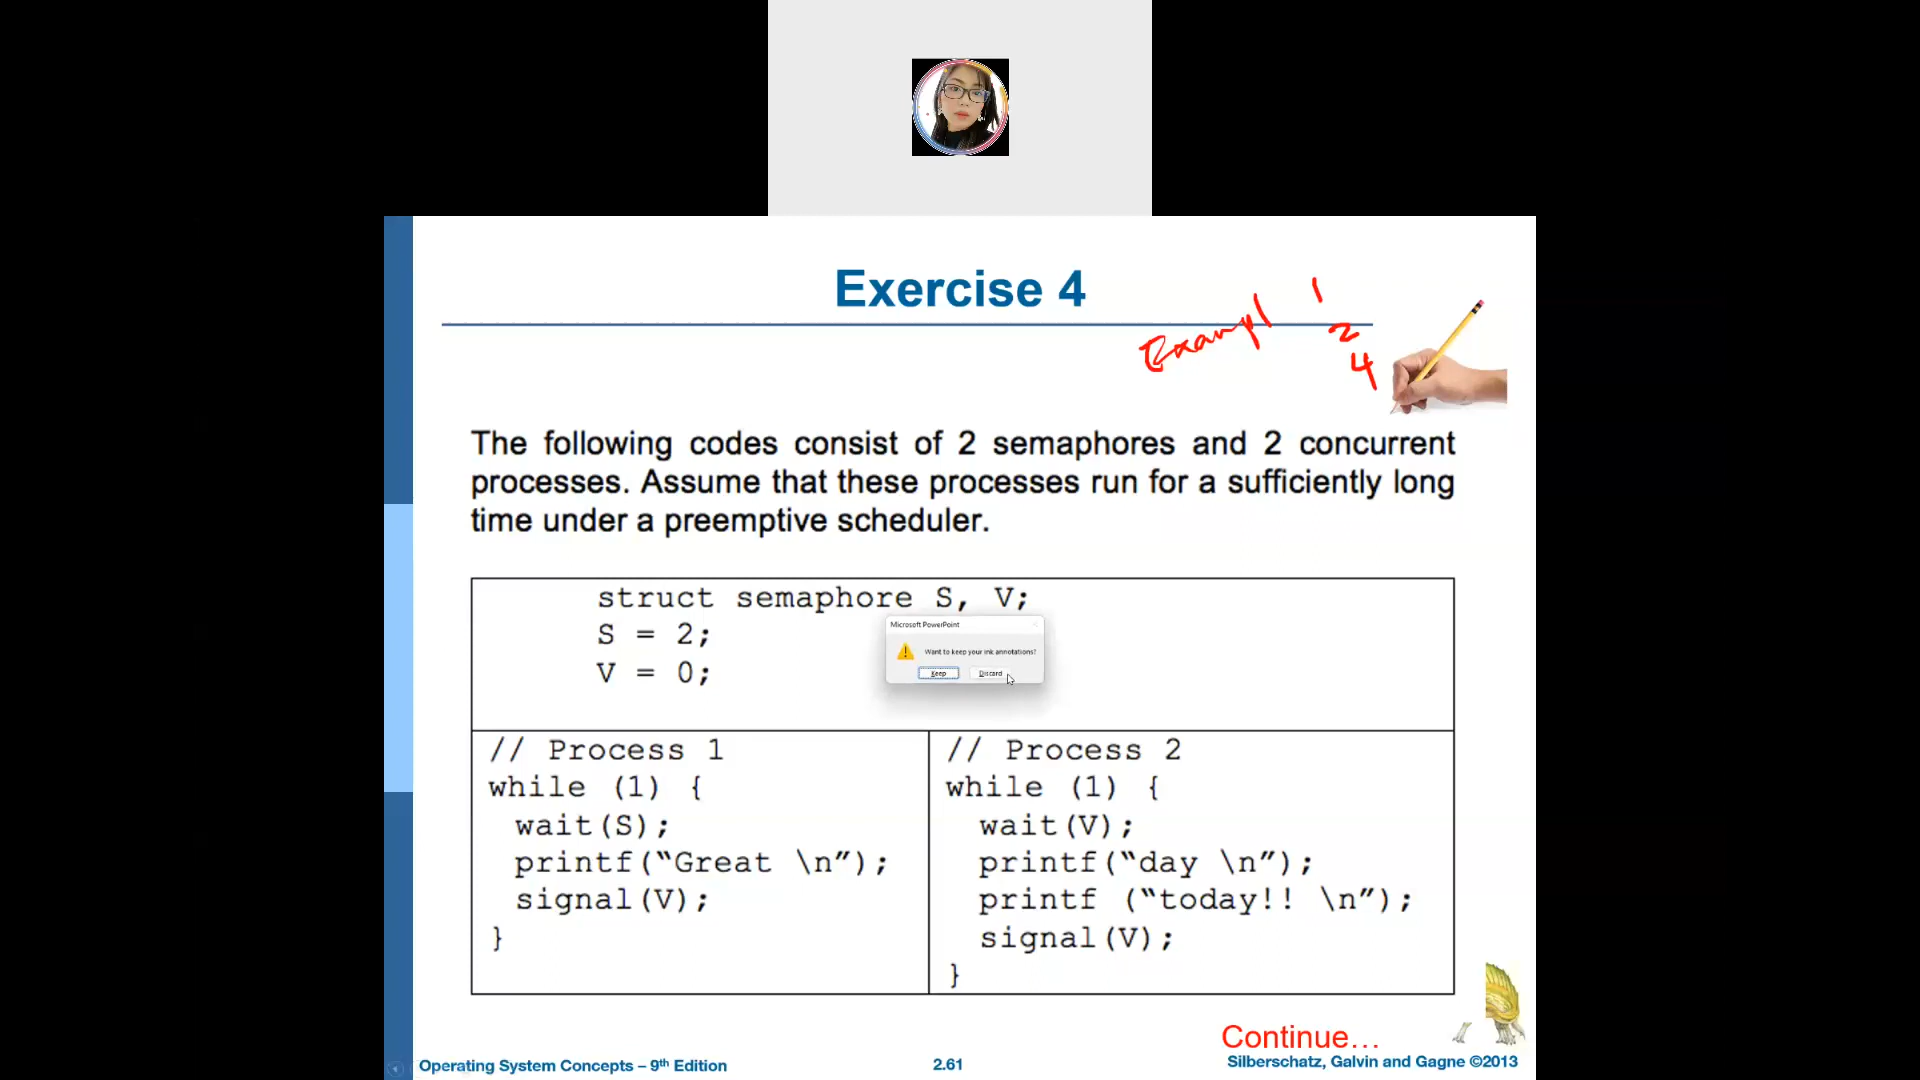 Exercise 4
Exampl 1
2
4
The following codes consist of 2 semaphores and 2 concurrent
processes. Assume that these processes run for a sufficiently long
time under a preemptive scheduler.
struct semaphore S, V;
S = 2;
V = 0;
Microsoft PowerPoint
Want to keep your ink annotations?
Keep Discard
// Process 1
while (1) {
wait(S);
printf(“Great \n”);
signal(V);
}
// Process 2
while (1) {
wait(V);
printf(“day \n”);
printf (“today!! \n”);
signal(V);
}
Continue...
Operating System Concepts – 9th Edition
2.61
Silberschatz, Galvin and Gagne ©2013